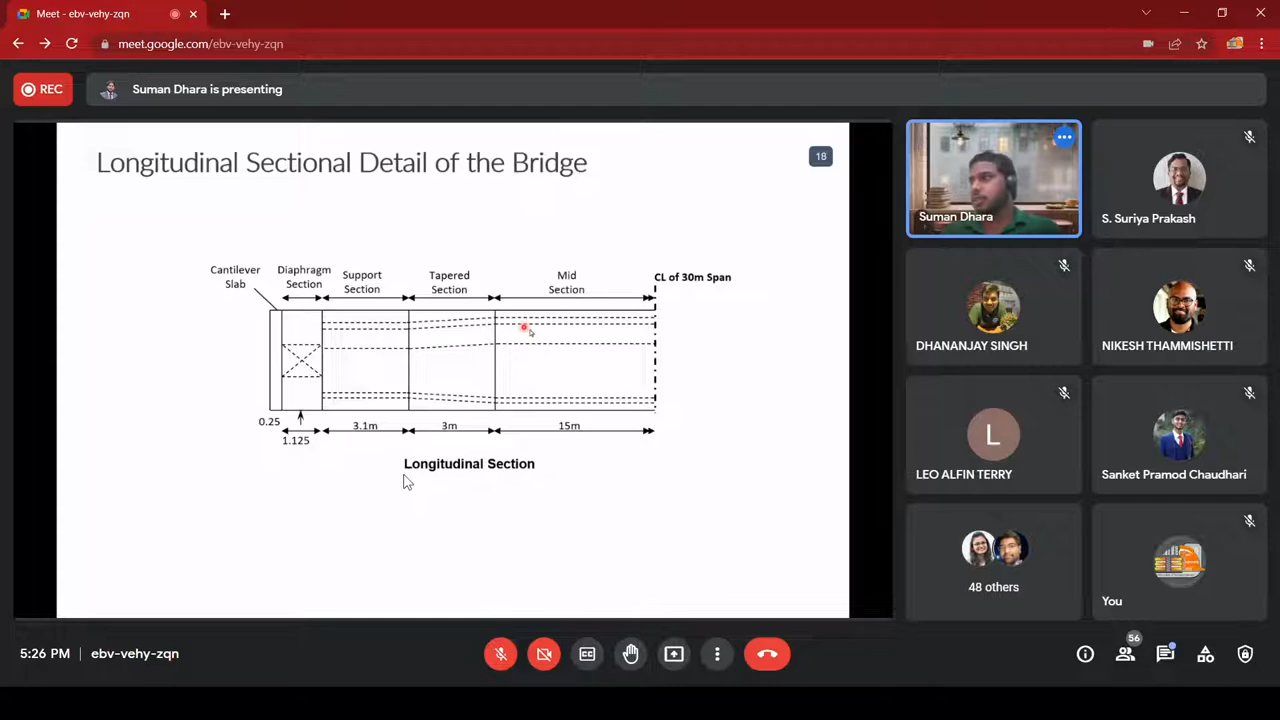 Meet - ebv-vehy-zqn
meet.google.com/ebv-vehy-zqn
REC
Suman Dhara is presenting
Longitudinal Sectional Detail of the Bridge
18
Cantilever
Slab
Diaphragm
Section
Support
Section
Tapered
Section
Mid
Section
CL of 30m Span
0.25
1.125
3.1m
3m
15m
Longitudinal Section
Suman Dhara
S. Suriya Prakash
DHANANJAY SINGH
NIKESH THAMMISHETTI
L
LEO ALFIN TERRY
Sanket Pramod Chaudhari
48 others
You
5:26 PM
ebv-vehy-zqn
56